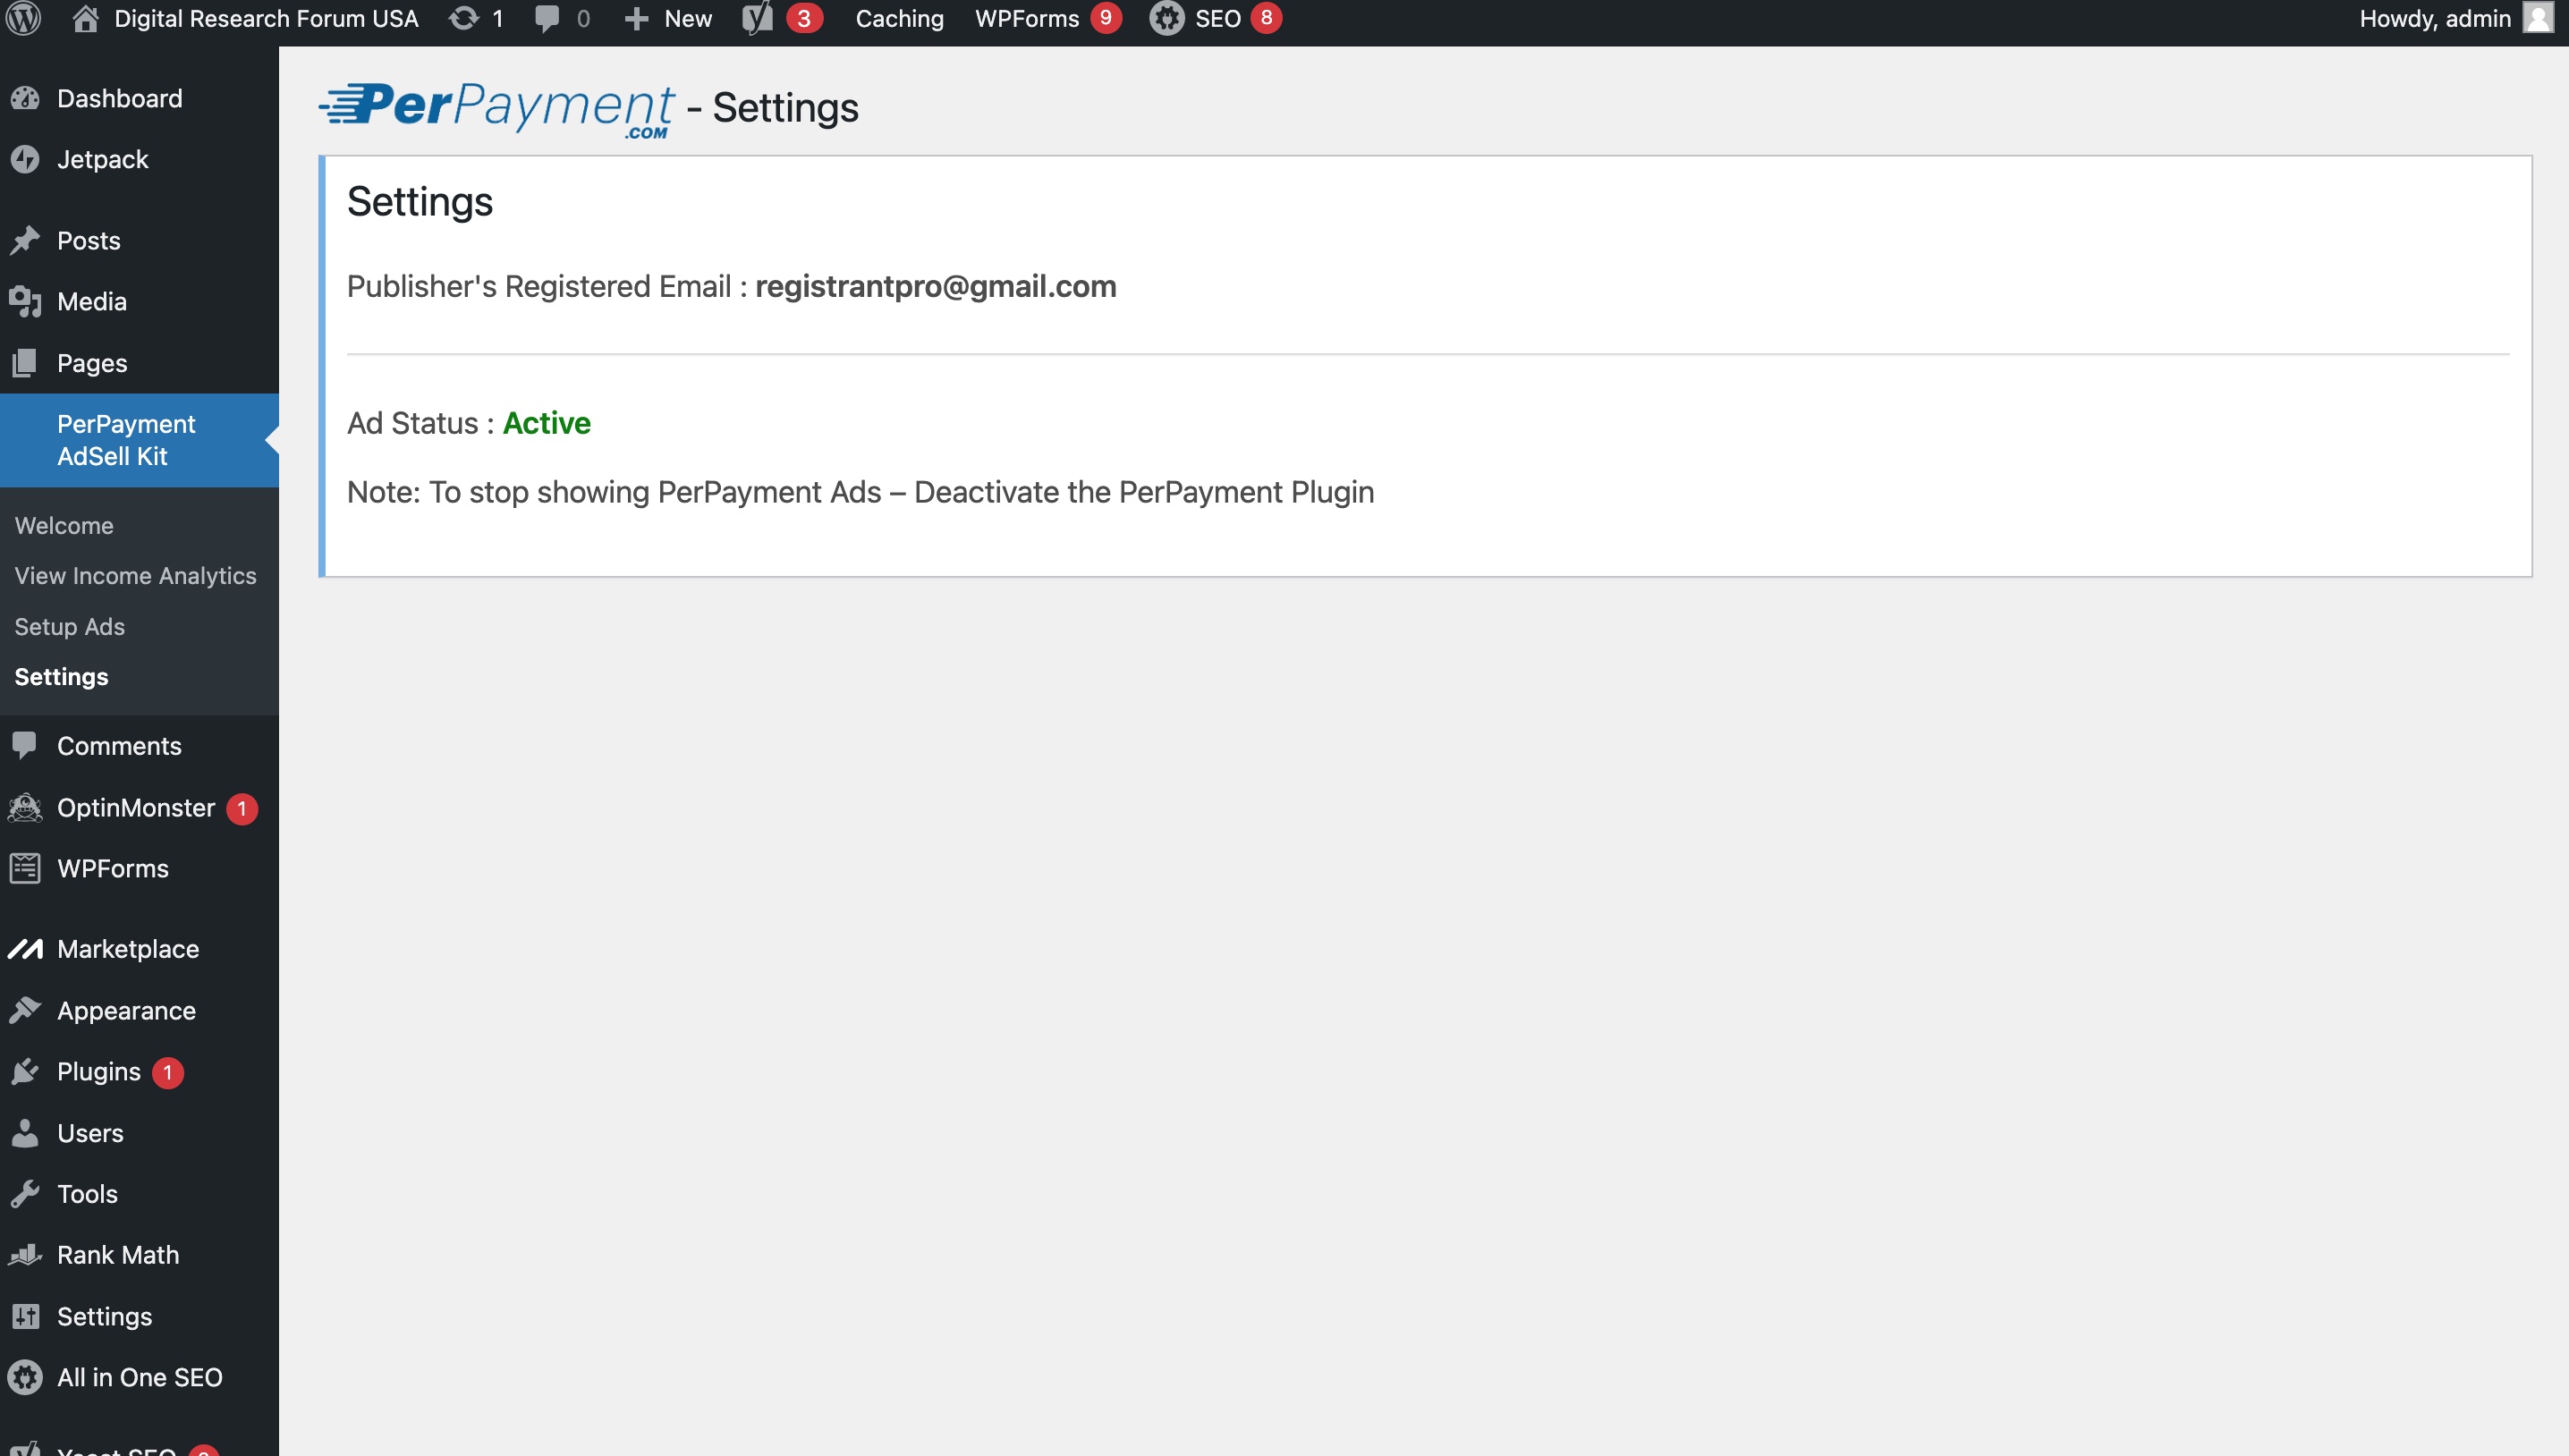 Digital Research Forum USA 1 0 New 3 Caching WPForms 9 SEO 8 Howdy, admin
Dashboard
Jetpack
Posts
Media
Pages
PerPayment
AdSell Kit
Welcome
View Income Analytics
Setup Ads
Settings
Comments
OptinMonster 1
WPForms
Marketplace
Appearance
Plugins 1
Users
Tools
Rank Math
Settings
All in One SEO
Yoast SEO
PerPayment.COM - Settings
Settings
Publisher's Registered Email : registrantpro@gmail.com
Ad Status : Active
Note: To stop showing PerPayment Ads – Deactivate the PerPayment Plugin